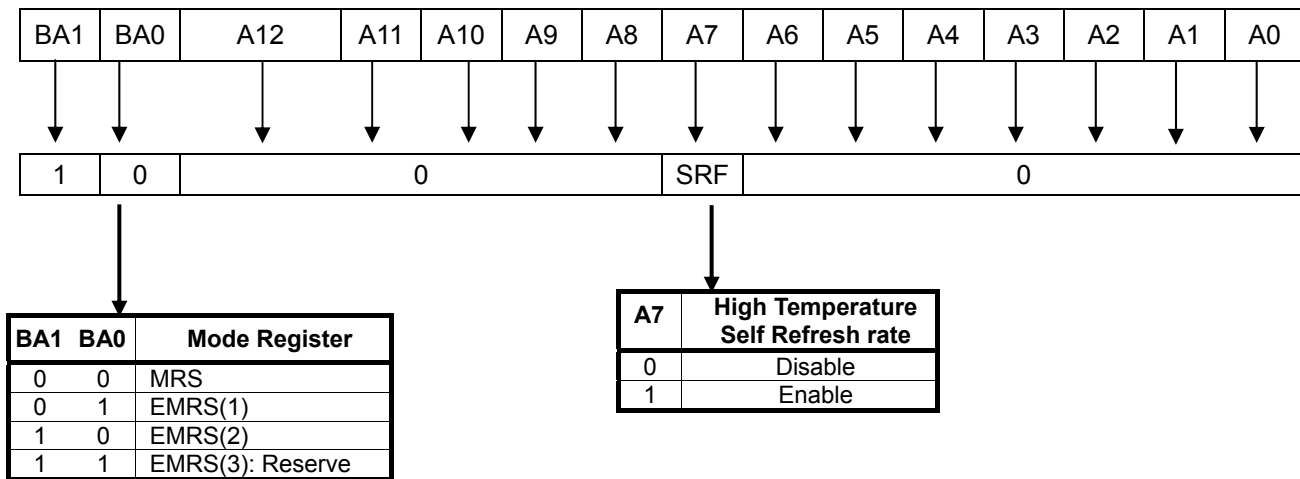 BA1 BA0 A12 A11 A10 A9 A8 A7 A6 A5 A4 A3 A2 A1 A0
1 0 0 SRF 0
BA1 BA0 Mode Register
0 0 MRS
0 1 EMRS(1)
1 0 EMRS(2)
1 1 EMRS(3): Reserve
A7 High Temperature
Self Refresh rate
0 Disable
1 Enable